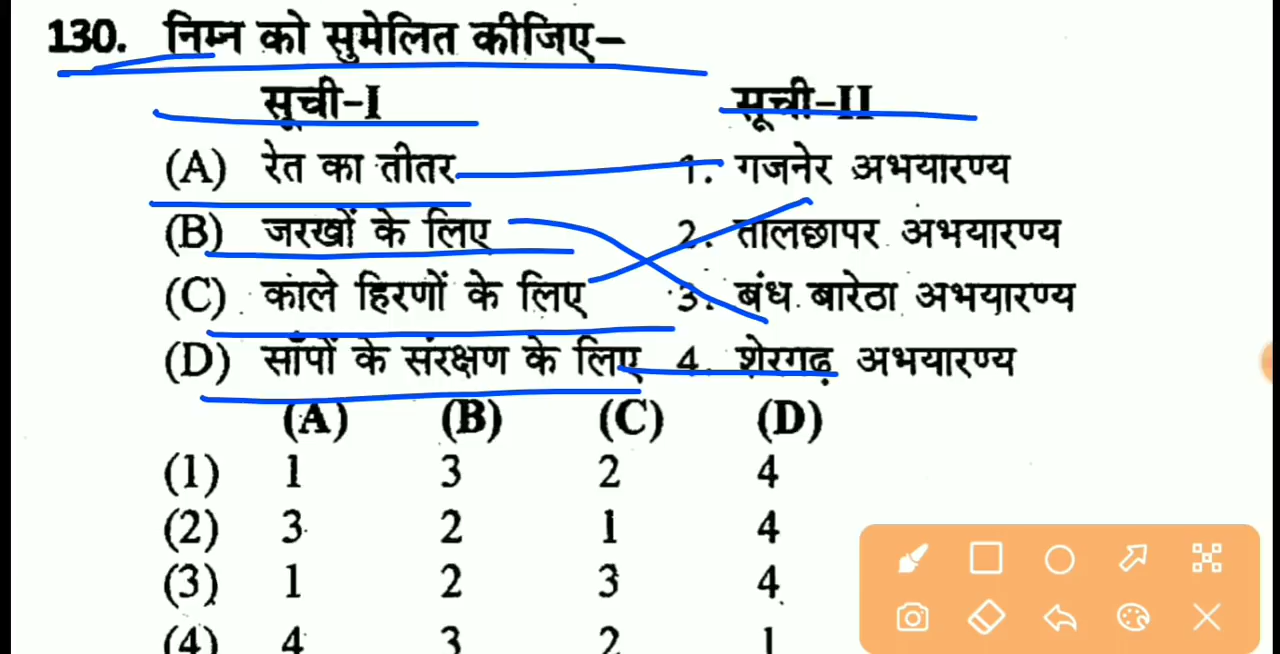 130. निम्न को सुमेलित कीजिए–
सूची-I सूची-II
(A) रेत का तीतर 1. गजनेर अभयारण्य
(B) जरखों के लिए 2. तालछापर अभयारण्य
(C) काले हिरणों के लिए 3. बंध बारेठा अभयारण्य
(D) साँपों के संरक्षण के लिए 4. शेरगढ़ अभयारण्य
(A) (B) (C) (D)
(1) 1 3 2 4
(2) 3 2 1 4
(3) 1 2 3 4
(4) 4 3 2 1